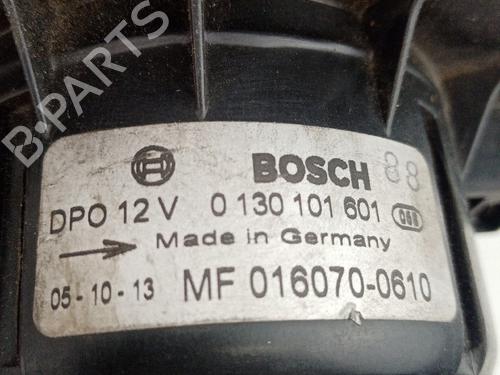 B-PARTS
BOSCH 88
DPO 12 V 0 130 101 601
Made in Germany
05-10-13 MF 016070-0610